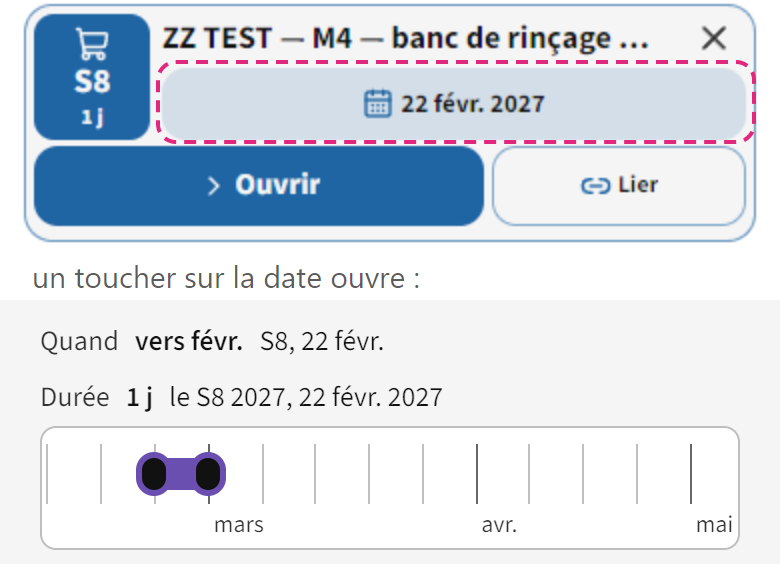 ZZ TEST — M4 — banc de rinçage ...
S8
1 j
22 févr. 2027
Ouvrir
Lier
un toucher sur la date ouvre :
Quand vers févr. S8, 22 févr.
Durée 1 j le S8 2027, 22 févr. 2027
mars avr. mai